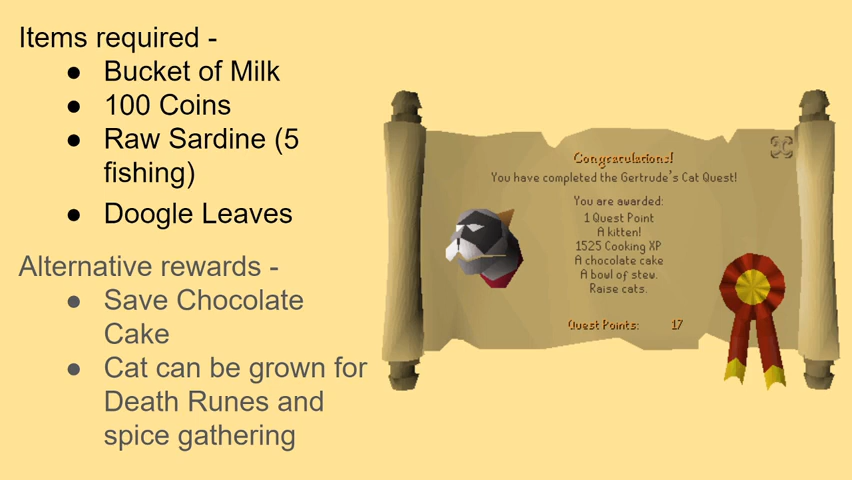 Items required -
● Bucket of Milk
● 100 Coins
● Raw Sardine (5
fishing)
● Doogle Leaves
Alternative rewards -
● Save Chocolate
Cake
● Cat can be grown for
Death Runes and
spice gathering
Congratulations!
You have completed the Gertrude's Cat Quest!
You are awarded:
1 Quest Point
A kitten!
1525 Cooking XP
A chocolate cake
A bowl of stew.
Raise cats.
Quest Points: 17